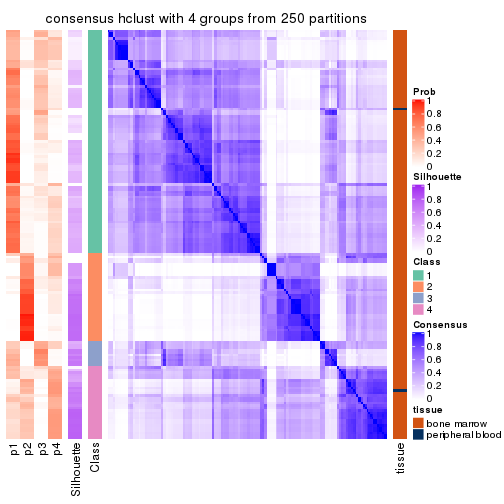 consensus hclust with 4 groups from 250 partitions
Prob
1
0.8
0.6
0.4
0.2
0
Silhouette
1
0.8
0.6
0.4
0.2
0
Class
1
2
3
4
Consensus
1
0.8
0.6
0.4
0.2
0
tissue
bone marrow
peripheral blood
p1
p2
p3
p4
Silhouette
Class
tissue